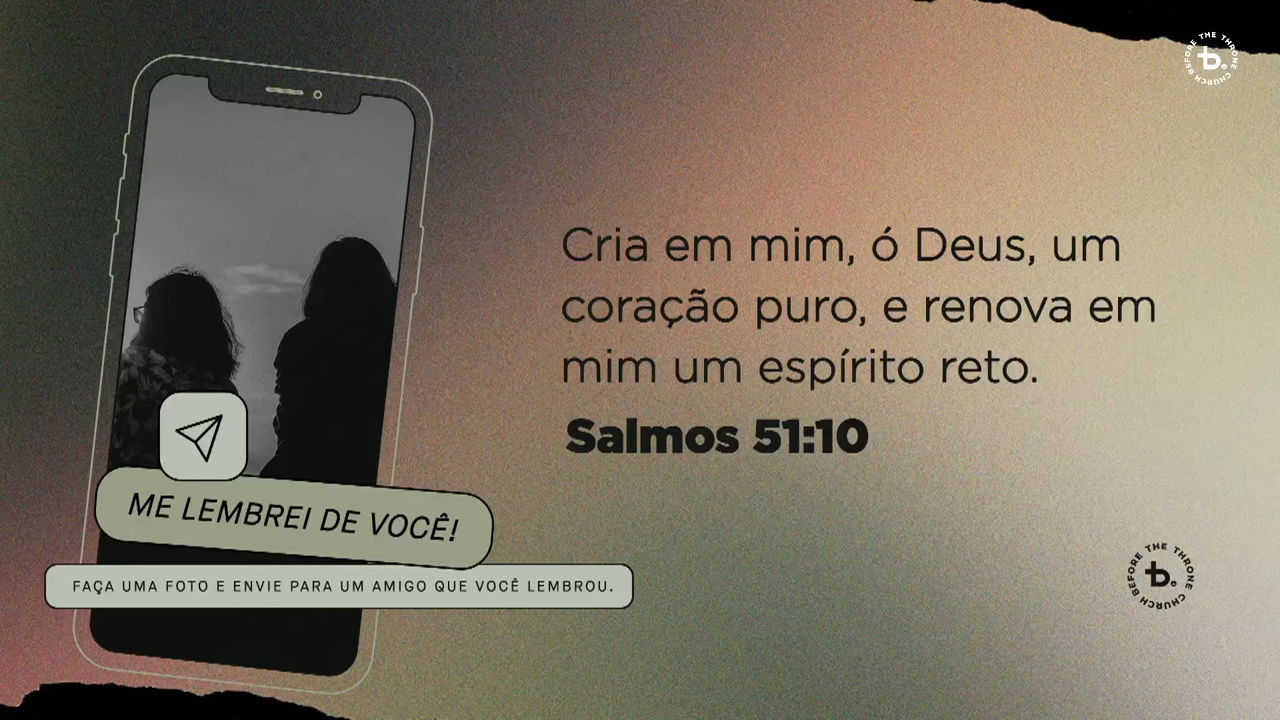 BEFORE THE THRONE CHURCH
b.
Cria em mim, ó Deus, um
coração puro, e renova em
mim um espírito reto.
Salmos 51:10
ME LEMBREI DE VOCÊ!
FAÇA UMA FOTO E ENVIE PARA UM AMIGO QUE VOCÊ LEMBROU.
BEFORE THE THRONE CHURCH
b.